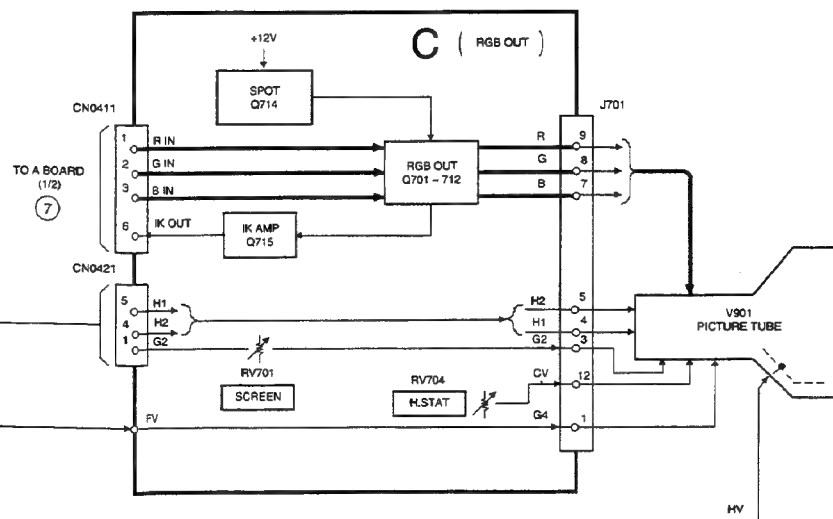 +12V
C ( RGB OUT )
SPOT
Q714
CN0411
J701
1 R IN
2 G IN
3 B IN
6 IK OUT
TO A BOARD
(1/2)
7
RGB OUT
Q701 – 712
IK AMP
Q715
R 9
G 8
B 7
CN0421
5 H1
4 H2
1 G2
H2 5
H1 4
G2 3
V901
PICTURE TUBE
RV701
SCREEN
RV704
H.STAT
CV 12
FV
G4 1
HV